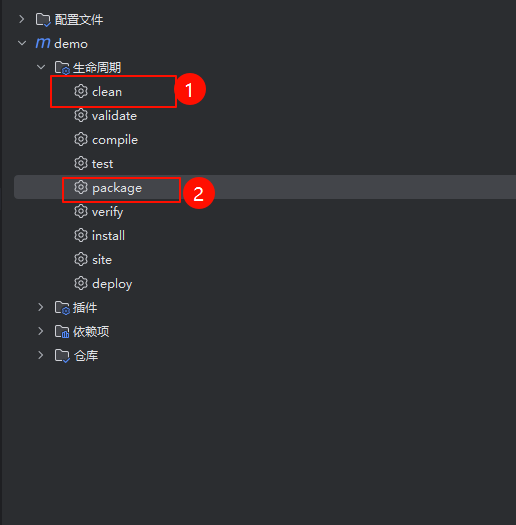 配置文件
m demo
生命周期
clean 1
validate
compile
test
package 2
verify
install
site
deploy
插件
依赖项
仓库